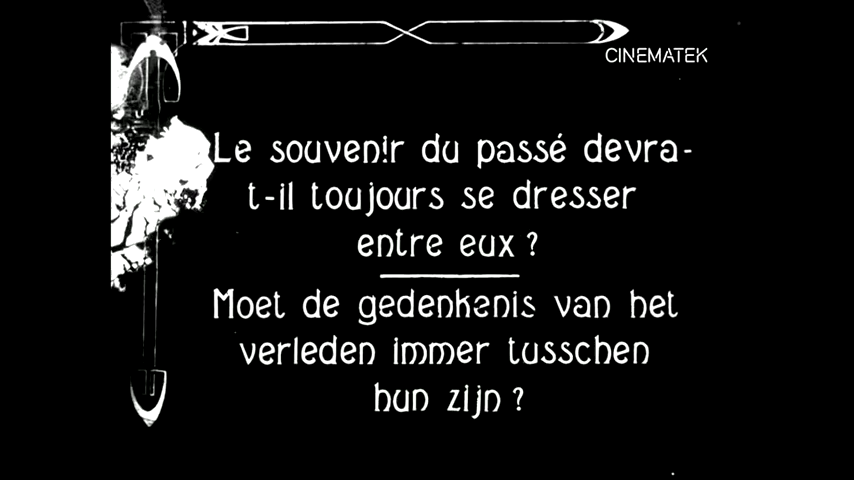 CINEMATEK
Le souvenir du passé devra-
t-il toujours se dresser
entre eux ?
Moet de gedenkenis van het
verleden immer tusschen
hun zijn ?